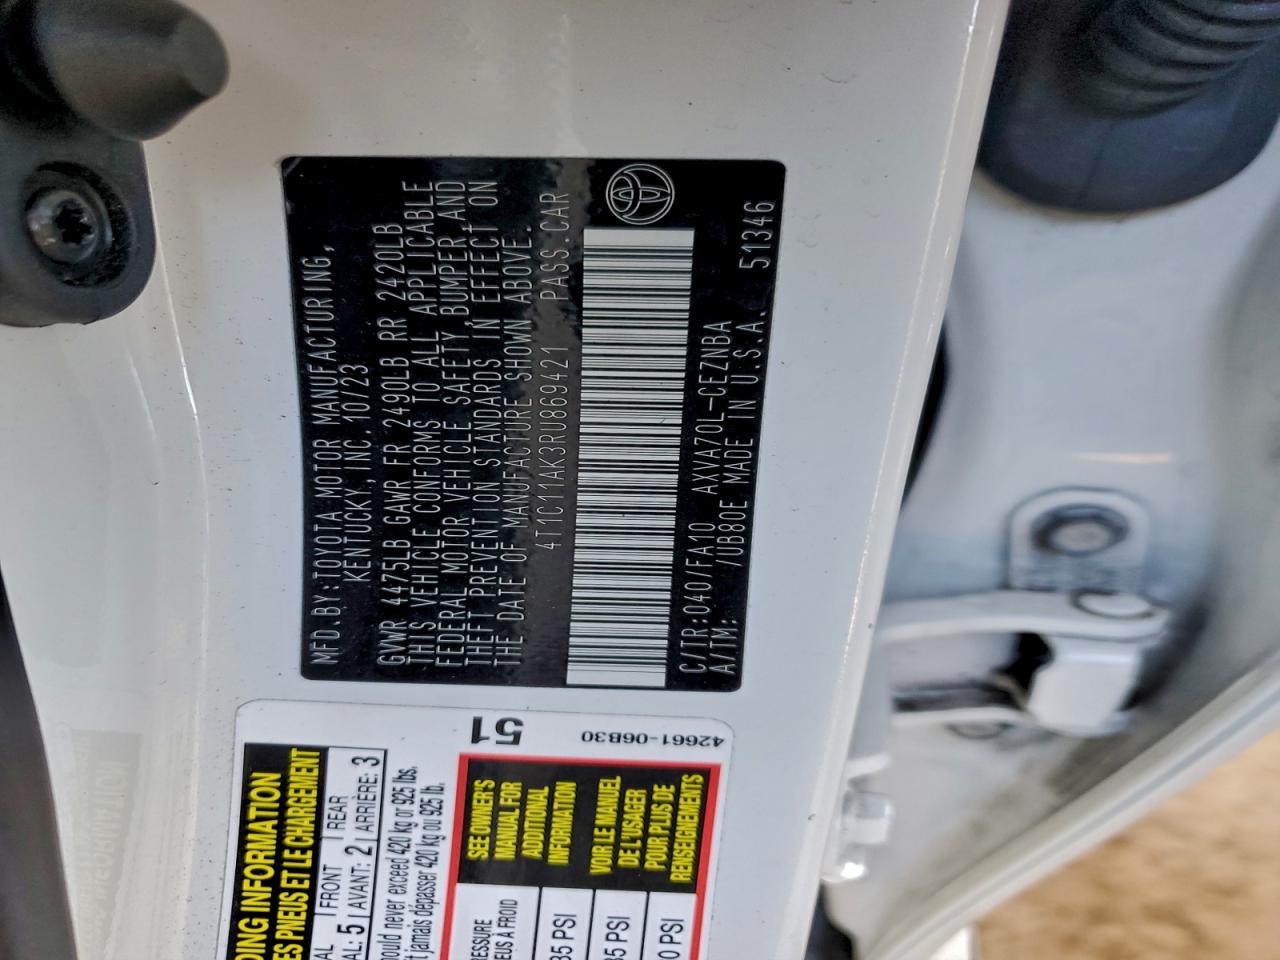 MFD.BY:TOYOTA MOTOR MANUFACTURING,
KENTUCKY,INC. 10/23
GVWR 4475LB GAWR FR 2490LB RR 2420LB
THIS VEHICLE CONFORMS TO ALL APPLICABLE
FEDERAL MOTOR VEHICLE SAFETY,BUMPER,AND
THEFT PREVENTION STANDARDS IN EFFECT ON
THE DATE OF MANUFACTURE SHOWN ABOVE.
4T1C11AK3RU869421 PASS.CAR
C/TR:040/FA10 AXVA70L-CEZNBA
A/TM: /UB80E MADE IN U.S.A. 51346
DING INFORMATION
ES PNEUS ET LE CHARGEMENT
AL FRONT REAR
AL: 5 AVANT: 2 ARRIÈRE: 3
ould never exceed 420 kg or 925 lbs.
t jamais dépasser 420 kg ou 925 lb.
51
42661-06B30
SEE OWNER'S
MANUAL FOR
ADDITIONAL
INFORMATION
VOIR LE MANUEL
DE L'USAGER
POUR PLUS DE
RENSEIGNEMENTS
RESSURE
EUS À FROID
35 PSI
35 PSI
0 PSI